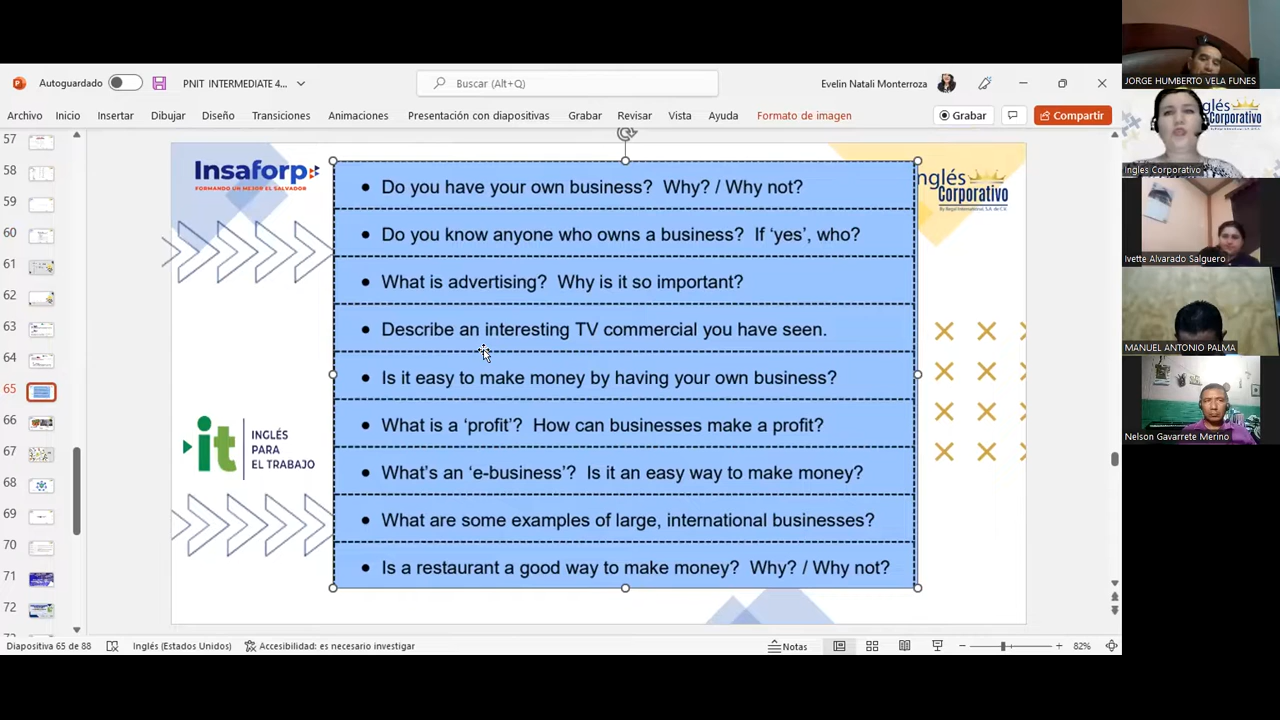 Autoguardado
PNIT INTERMEDIATE 4...
Buscar (Alt+Q)
Evelin Natali Monterroza
Archivo Inicio Insertar Dibujar Diseño Transiciones Animaciones Presentación con diapositivas Grabar Revisar Vista Ayuda Formato de imagen
Grabar
Compartir
57
58
59
60
61
62
63
64
65
66
67
68
69
70
71
72
Insaforp
FORMANDO UN MEJOR EL SALVADOR
nglés
Corporativo
• Do you have your own business? Why? / Why not?
• Do you know anyone who owns a business? If ‘yes’, who?
• What is advertising? Why is it so important?
• Describe an interesting TV commercial you have seen.
• Is it easy to make money by having your own business?
• What is a ‘profit’? How can businesses make a profit?
• What’s an ‘e-business’? Is it an easy way to make money?
• What are some examples of large, international businesses?
• Is a restaurant a good way to make money? Why? / Why not?
it
INGLÉS
PARA
EL TRABAJO
Diapositiva 65 de 88
Inglés (Estados Unidos)
Accesibilidad: es necesario investigar
Notas
82%
JORGE HUMBERTO VELA FUNES
nglés
Corporativo
Ingles Corporativo
Ivette Alvarado Salguero
MANUEL ANTONIO PALMA
Nelson Gavarrete Merino